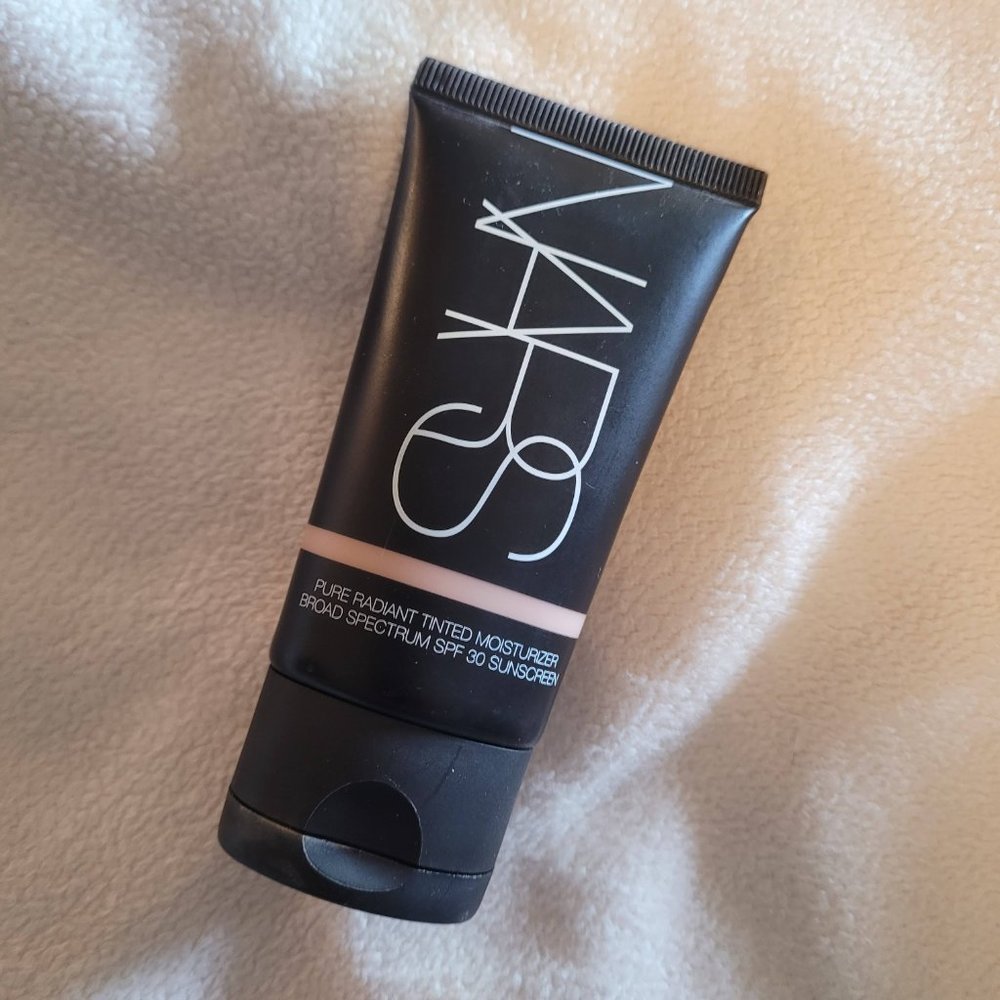 NARS
PURE RADIANT TINTED MOISTURIZER
BROAD SPECTRUM SPF 30 SUNSCREEN